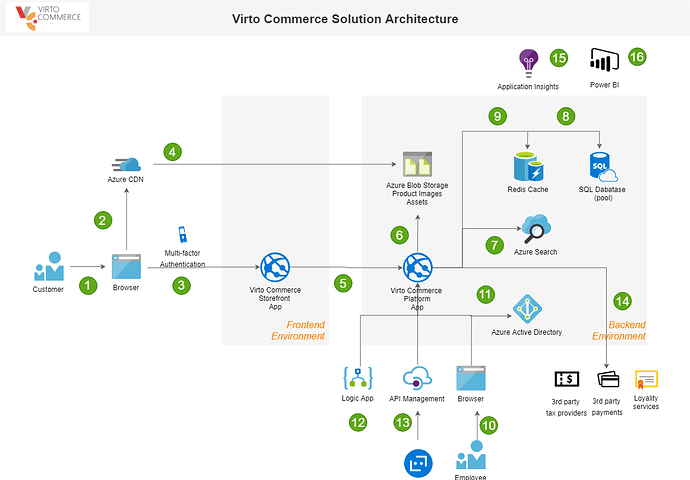 VIRTO
COMMERCE
Virto Commerce Solution Architecture
15
16
Application Insights
Power BI
9
8
4
Azure CDN
Azure Blob Storage
Product Images
Assets
Redis Cache
SQL Dabatase
(pool)
2
6
7
Azure Search
Multi-factor
Authentication
Customer
1
Browser
3
Virto Commerce
Storefront
App
5
Virto Commerce
Platform
App
11
14
Azure Active Directory
Frontend
Environment
Backend
Environment
Logic App
API Management
Browser
3rd party
tax providers
3rd party
payments
Loyality
services
12
13
10
Employee